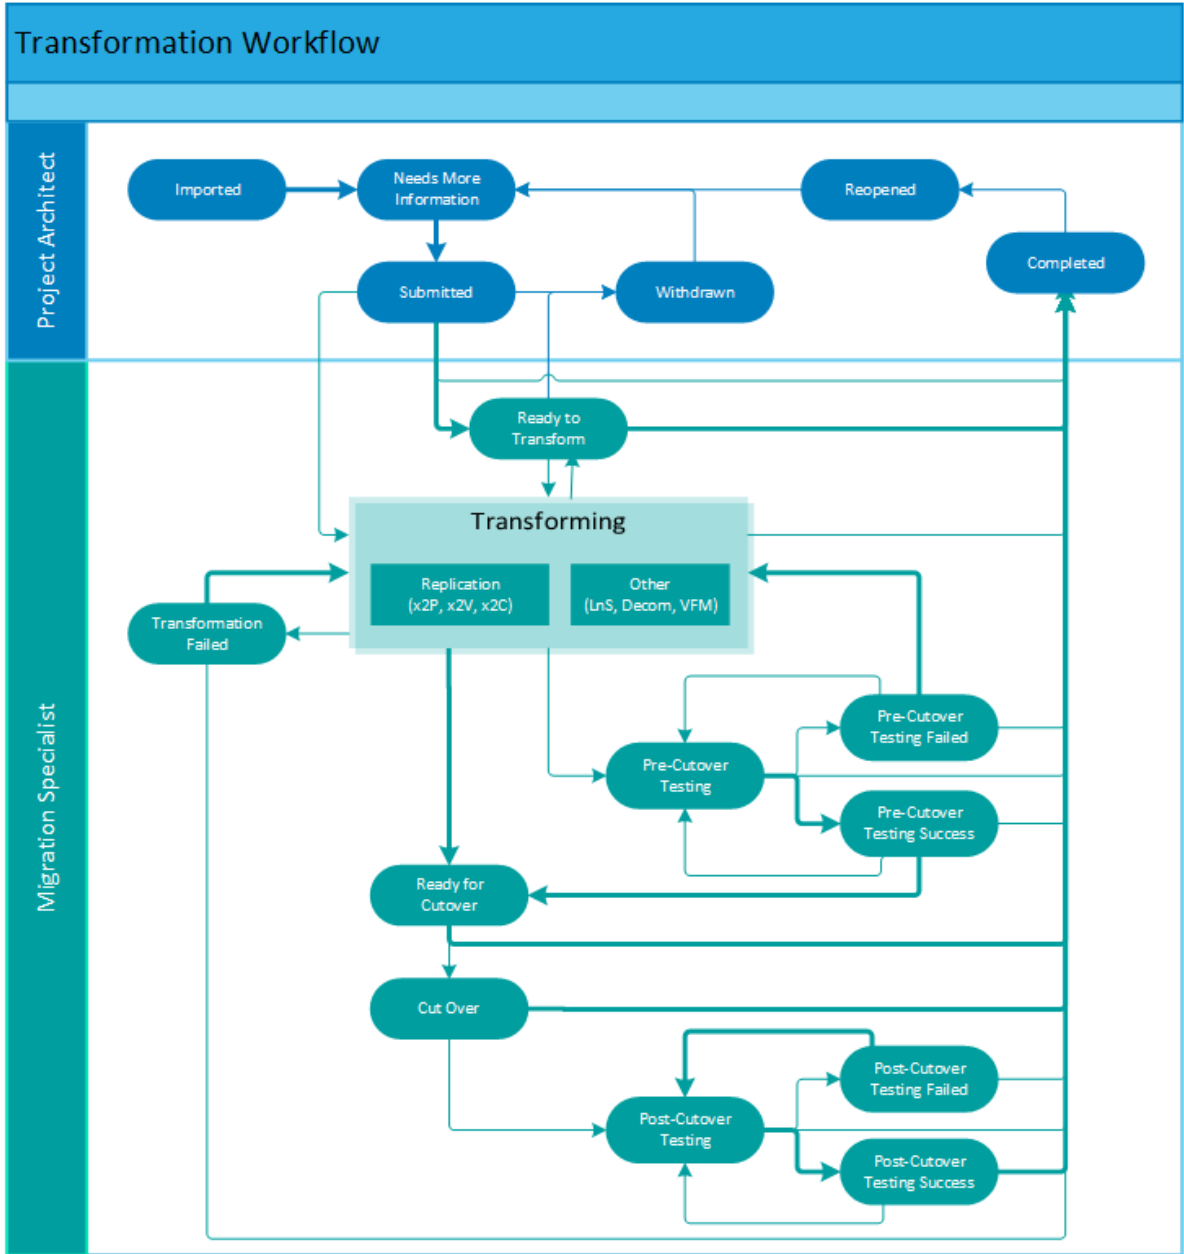 Transformation Workflow
Project Architect
Imported
Needs More
Information
Reopened
Submitted
Withdrawn
Completed
Migration Specialist
Ready to
Transform
Transforming
Replication
(x2P, x2V, x2C)
Other
(LnS, Decom, VFM)
Transformation
Failed
Pre-Cutover
Testing Failed
Pre-Cutover
Testing
Pre-Cutover
Testing Success
Ready for
Cutover
Cut Over
Post-Cutover
Testing Failed
Post-Cutover
Testing
Post-Cutover
Testing Success